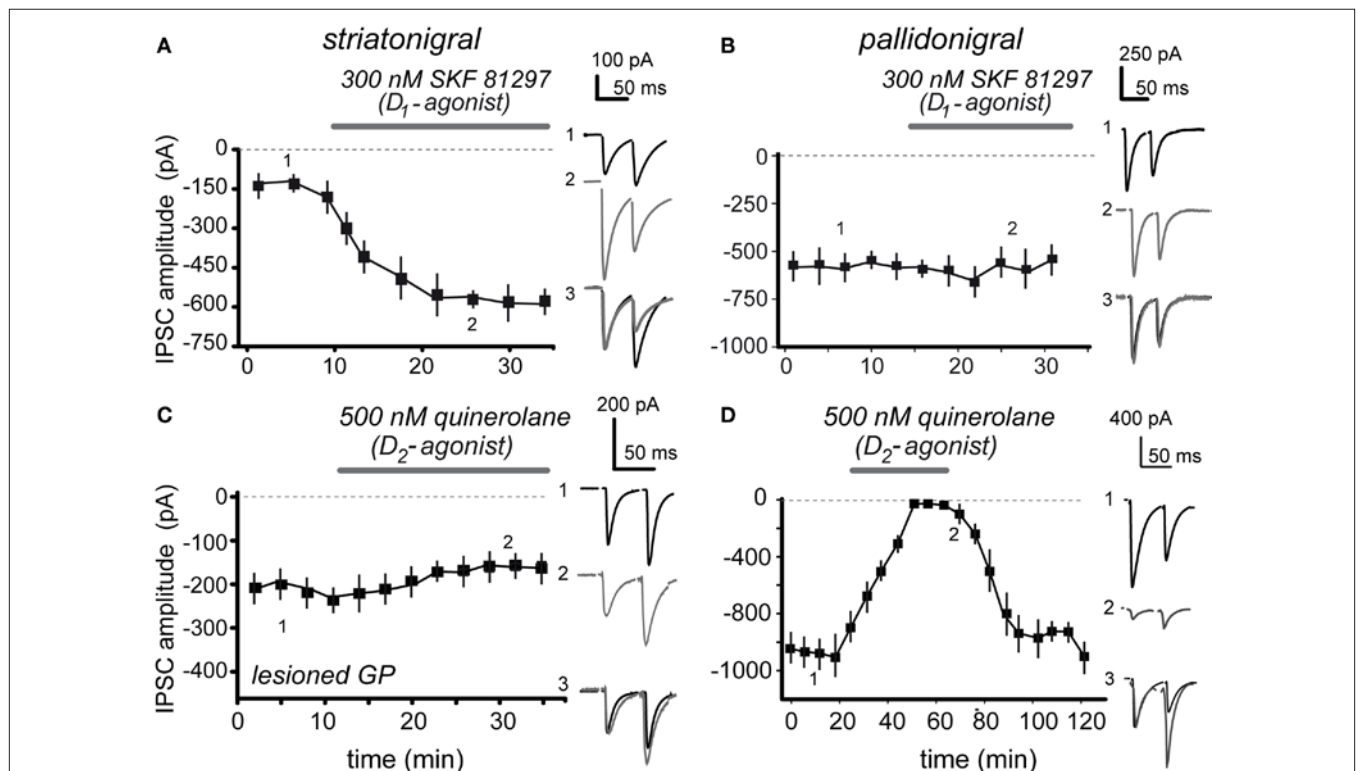 A
striatonigral
300 nM SKF 81297
(D1-agonist)
100 pA
50 ms
IPSC amplitude (pA)
0
-150
-300
-450
-600
-750
0
10
20
30
1
2
1
2
3
B
pallidonigral
300 nM SKF 81297
(D1-agonist)
250 pA
50 ms
0
-250
-500
-750
-1000
0
10
20
30
1
2
1
2
3
C
500 nM quinerolane
(D2-agonist)
200 pA
50 ms
IPSC amplitude (pA)
0
-100
-200
-300
-400
0
10
20
30
time (min)
1
2
lesioned GP
1
2
3
D
500 nM quinerolane
(D2-agonist)
400 pA
50 ms
0
-400
-800
-1000
0
20
40
60
80
100
120
time (min)
1
2
1
2
3